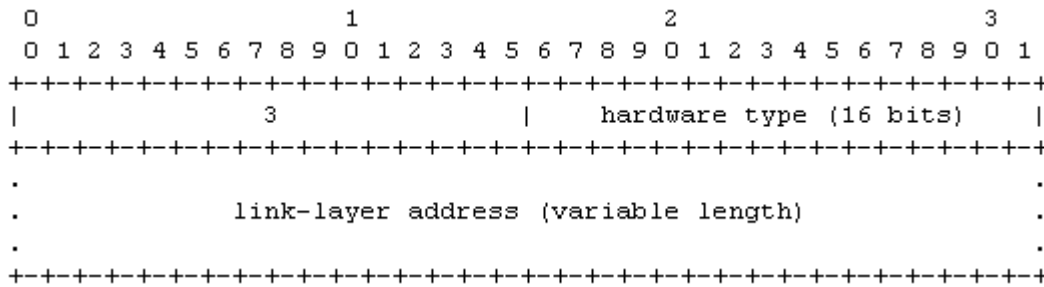 0                   1                   2                   3
0 1 2 3 4 5 6 7 8 9 0 1 2 3 4 5 6 7 8 9 0 1 2 3 4 5 6 7 8 9 0 1
+-+-+-+-+-+-+-+-+-+-+-+-+-+-+-+-+-+-+-+-+-+-+-+-+-+-+-+-+-+-+-+-+
|               3               |    hardware type (16 bits)    |
+-+-+-+-+-+-+-+-+-+-+-+-+-+-+-+-+-+-+-+-+-+-+-+-+-+-+-+-+-+-+-+-+
.                                                               .
.             link-layer address (variable length)              .
.                                                               .
+-+-+-+-+-+-+-+-+-+-+-+-+-+-+-+-+-+-+-+-+-+-+-+-+-+-+-+-+-+-+-+-+